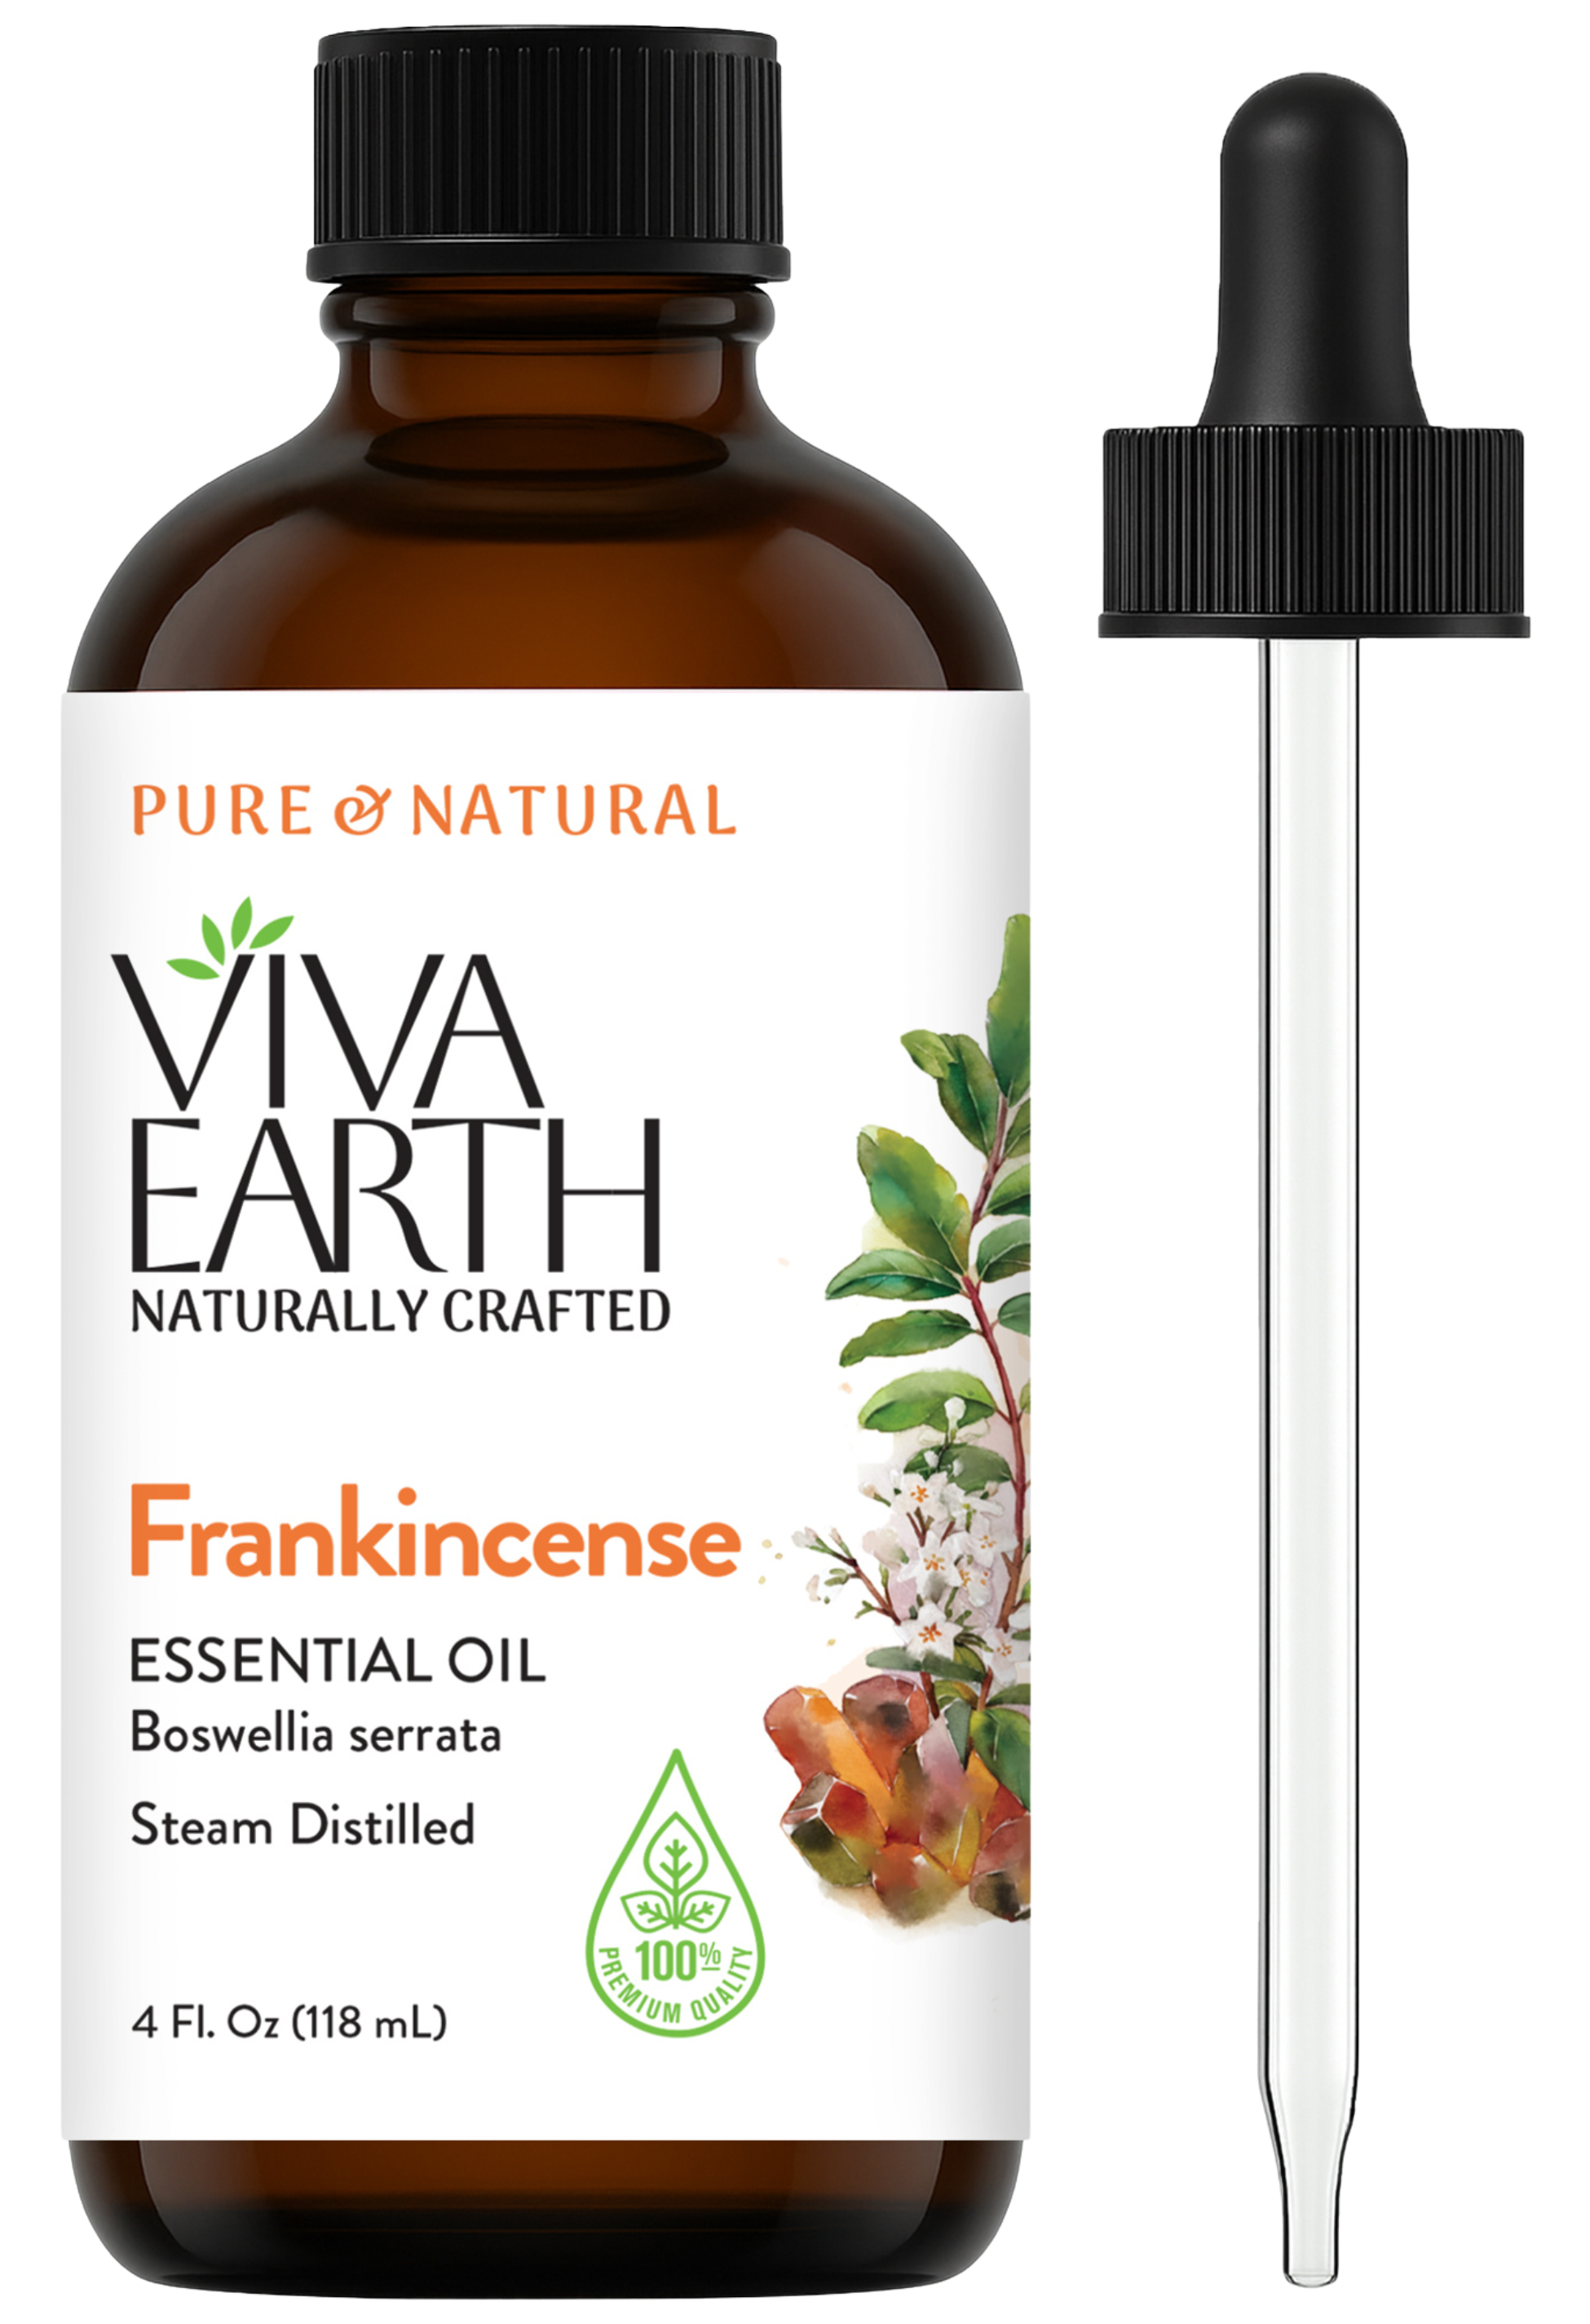 PURE & NATURAL
VIVA
EARTH
NATURALLY CRAFTED
Frankincense
ESSENTIAL OIL
Boswellia serrata
Steam Distilled
100%
PREMIUM QUALITY
4 Fl. Oz (118 mL)